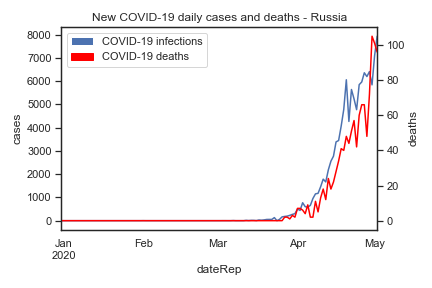 New COVID-19 daily cases and deaths - Russia
COVID-19 infections
COVID-19 deaths
8000
7000
6000
5000
4000
3000
2000
1000
0
cases
100
80
60
40
20
0
deaths
Jan Feb Mar Apr May
2020
dateRep